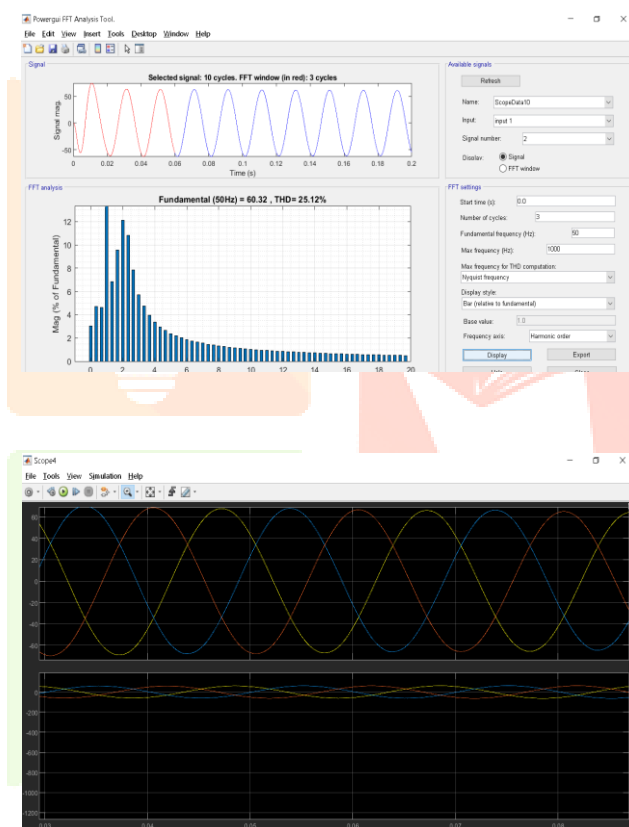 Powergui FFT Analysis Tool.
File Edit View Insert Tools Desktop Window Help
Signal
Selected signal: 10 cycles. FFT window (in red): 3 cycles
Signal mag.
50
0
-50
0 0.02 0.04 0.06 0.08 0.1 0.12 0.14 0.16 0.18 0.2
Time (s)
FFT analysis
Fundamental (50Hz) = 60.32 , THD= 25.12%
Mag (% of Fundamental)
12
10
8
6
4
2
0
0 2 4 6 8 10 12 14 16 18 20
Available signals
Refresh
Name: ScopeData10
Input: input 1
Signal number: 2
Display: Signal
FFT window
FFT settings
Start time (s): 0.0
Number of cycles: 3
Fundamental frequency (Hz): 50
Max frequency (Hz): 1000
Max frequency for THD computation:
Nyquist frequency
Display style:
Bar (relative to fundamental)
Base value: 1.0
Frequency axis: Harmonic order
Display Export
Scope4
File Tools View Simulation Help
60
40
20
0
-20
-40
-60
0
-200
-400
-600
-800
-1000
-1200
0.03 0.04 0.05 0.06 0.07 0.08